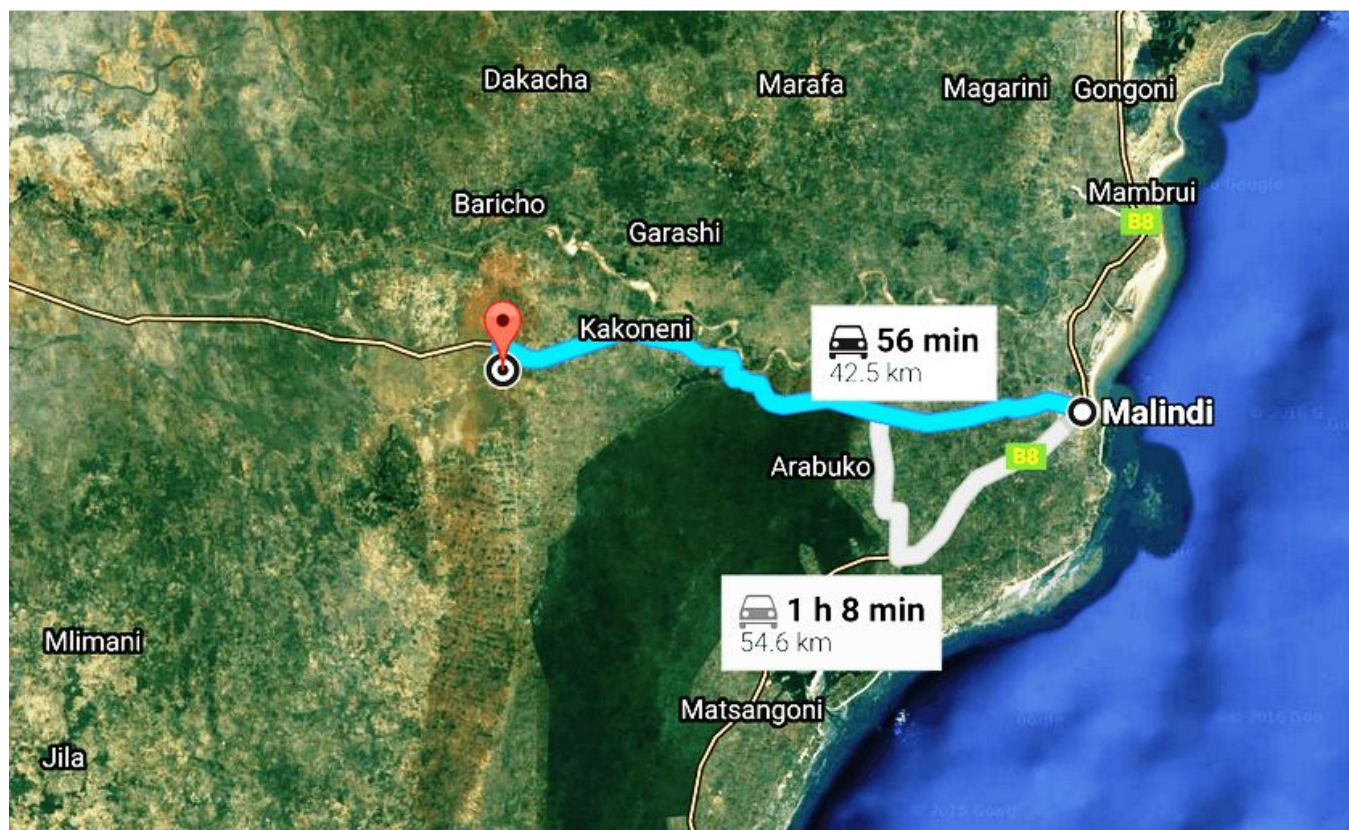 Dakacha
Marafa
Magarini
Gongoni
Mambrui
B8
Baricho
Garashi
Kakoneni
56 min
42.5 km
Malindi
B8
Arabuko
1 h 8 min
54.6 km
Mlimani
Matsangoni
Jila